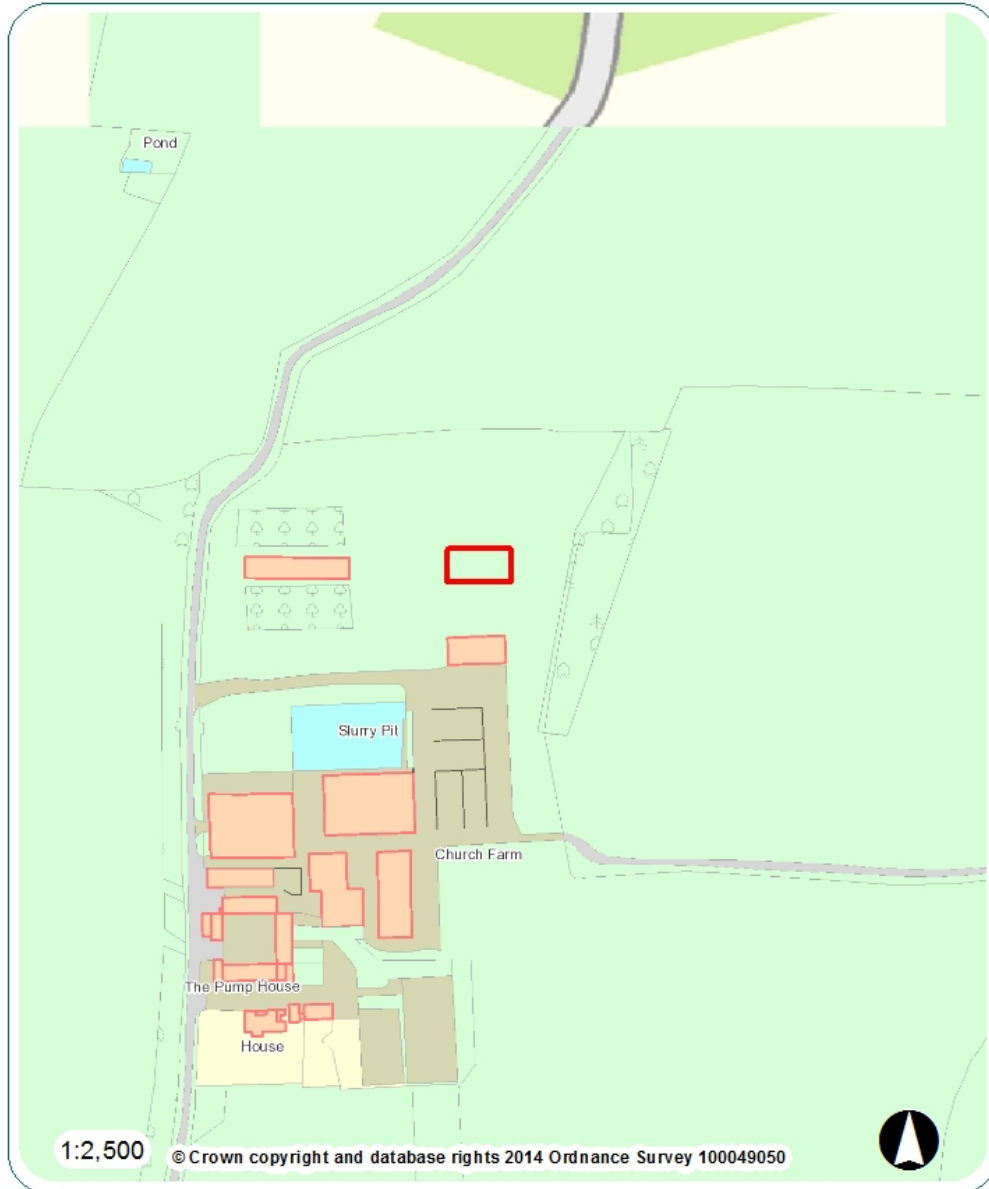 Pond
Slurry Pit
Church Farm
The Pump House
House
1:2,500
© Crown copyright and database rights 2014 Ordnance Survey 100049050